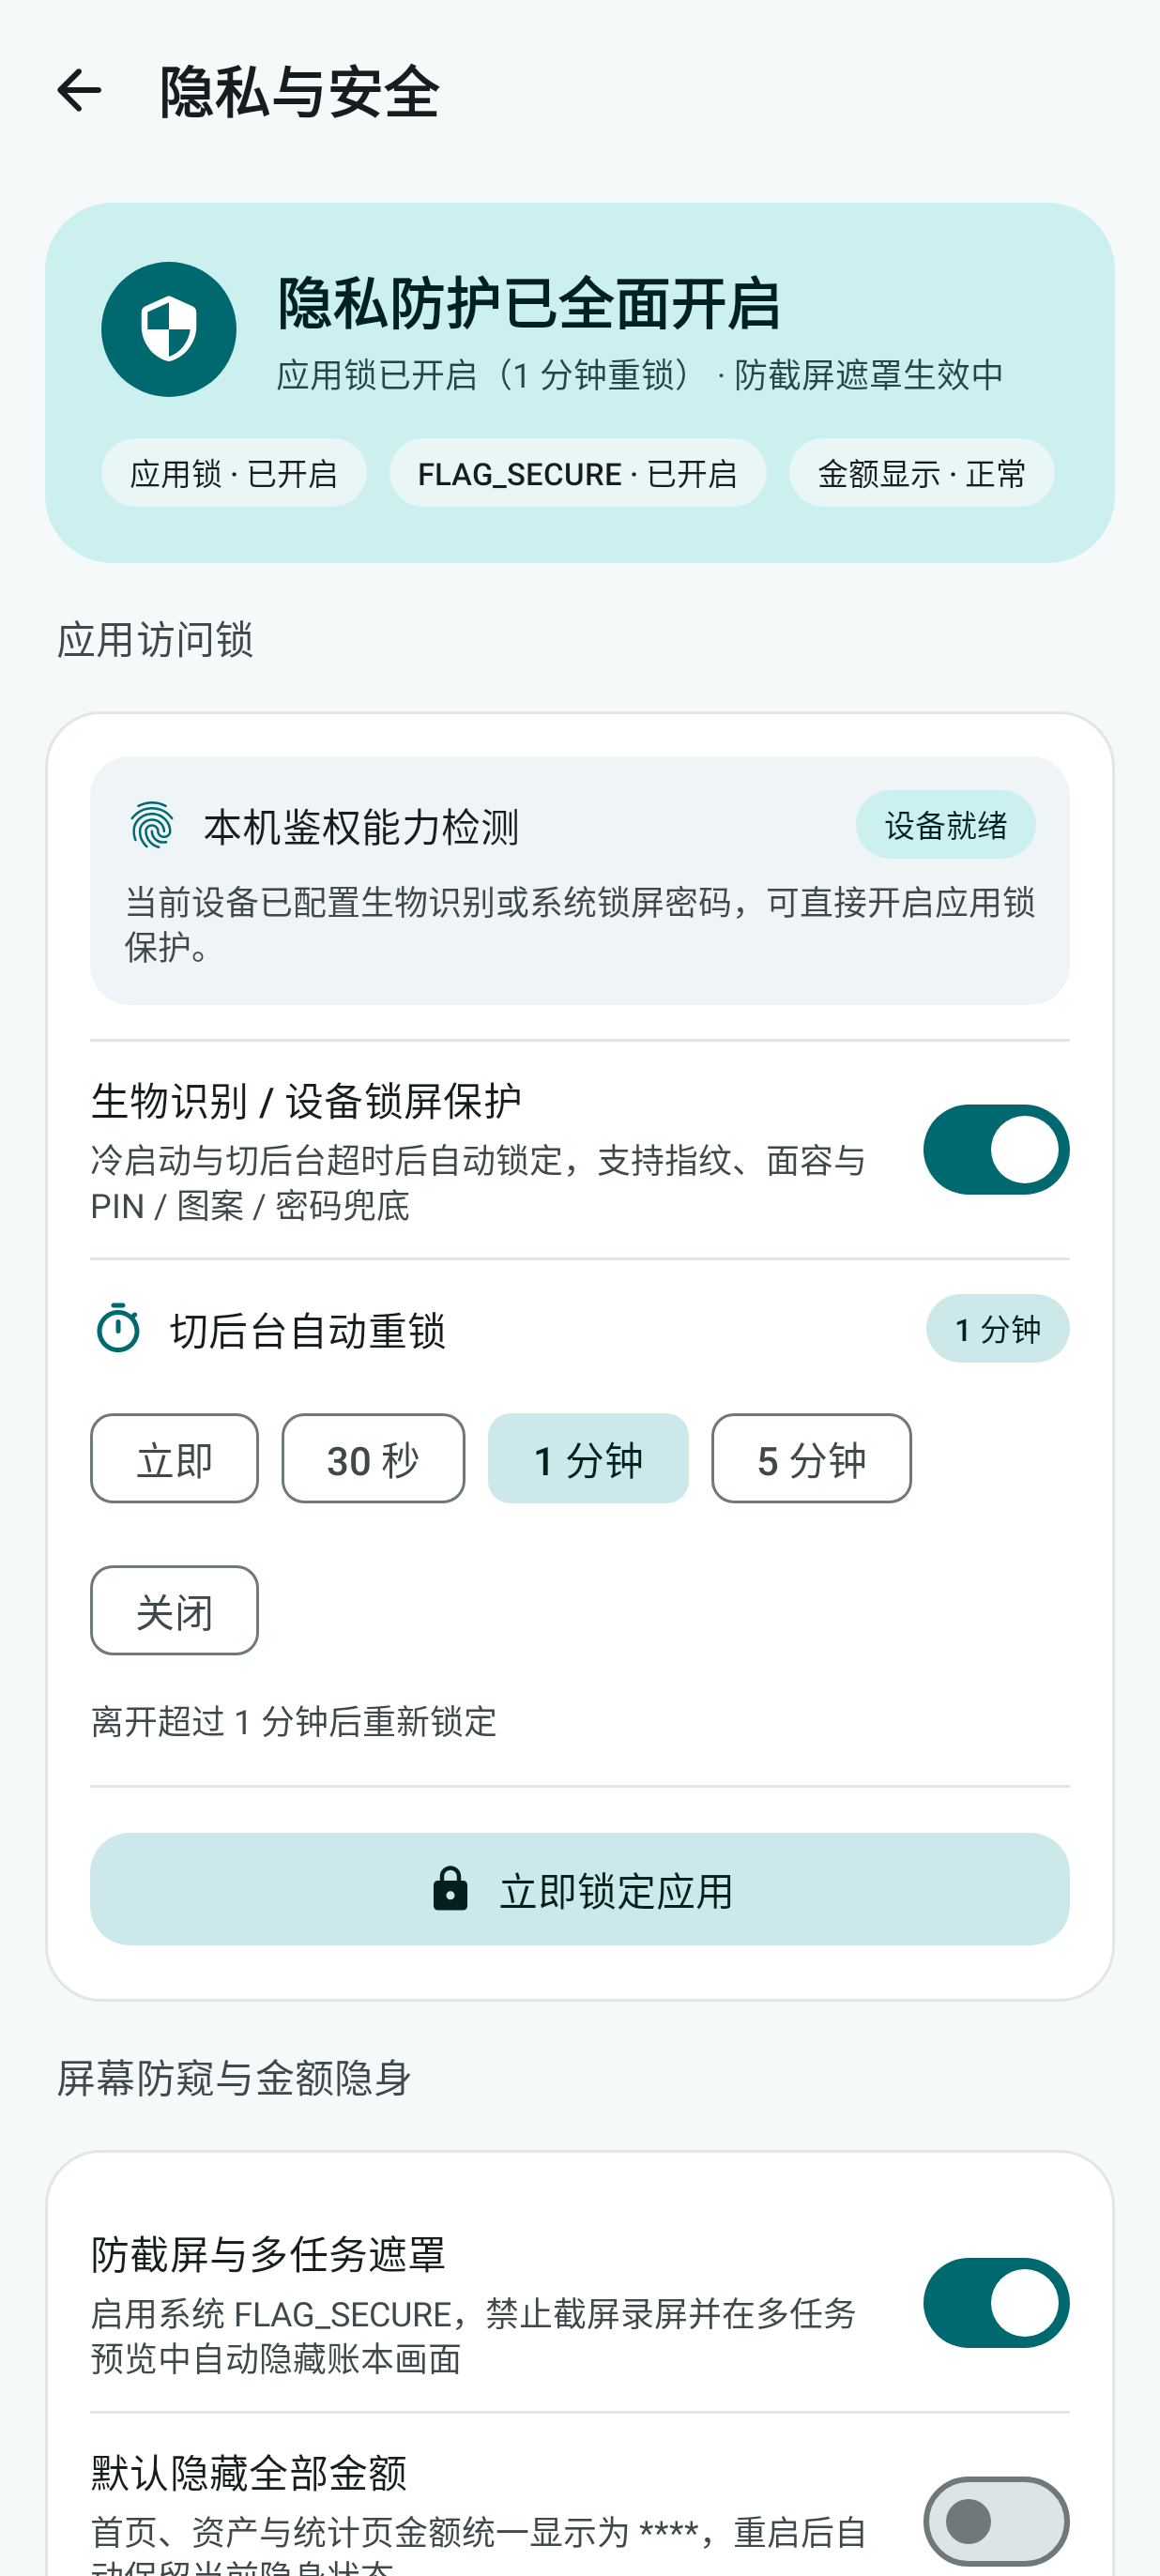 隐私与安全
隐私防护已全面开启
应用锁已开启（1 分钟重锁） · 防截屏遮罩生效中
应用锁 · 已开启
FLAG_SECURE · 已开启
金额显示 · 正常
应用访问锁
本机鉴权能力检测
设备就绪
当前设备已配置生物识别或系统锁屏密码，可直接开启应用锁
保护。
生物识别 / 设备锁屏保护
冷启动与切后台超时后自动锁定，支持指纹、面容与
PIN / 图案 / 密码兜底
切后台自动重锁
1 分钟
立即
30 秒
1 分钟
5 分钟
关闭
离开超过 1 分钟后重新锁定
立即锁定应用
屏幕防窥与金额隐身
防截屏与多任务遮罩
启用系统 FLAG_SECURE，禁止截屏录屏并在多任务
预览中自动隐藏账本画面
默认隐藏全部金额
首页、资产与统计页金额统一显示为 ****，重启后自
动保留当前隐身状态